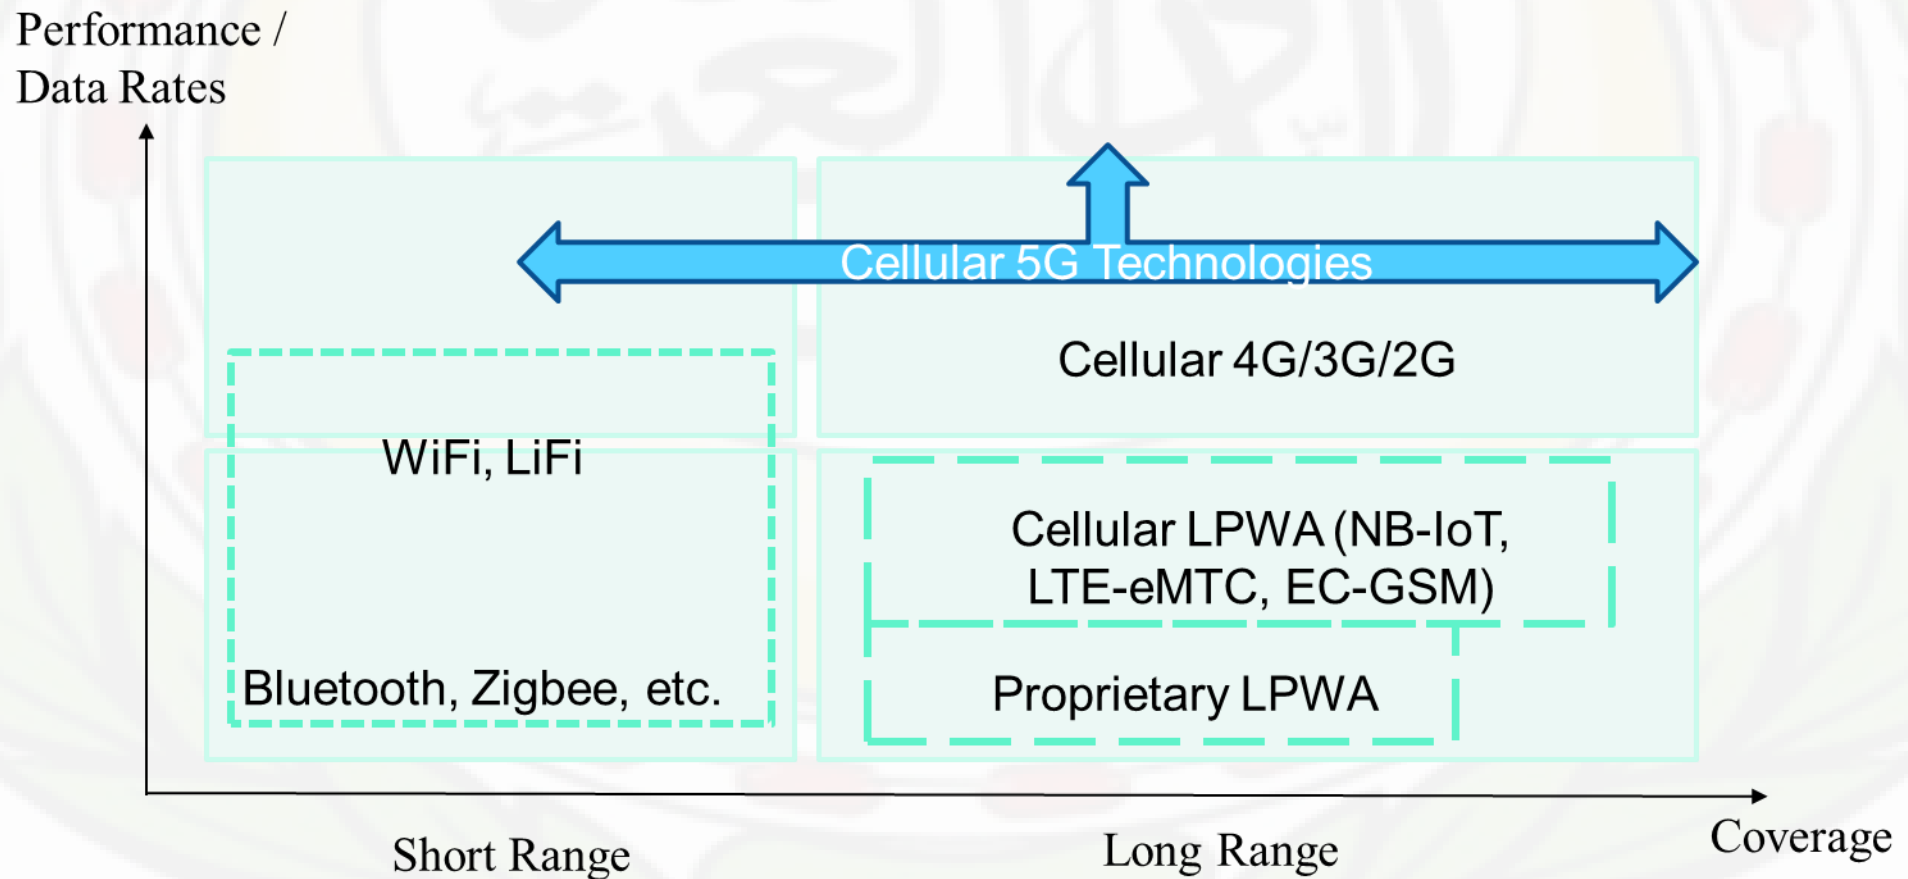 Performance /
Data Rates
Cellular 5G Technologies
Cellular 4G/3G/2G
WiFi, LiFi
Cellular LPWA (NB-IoT,
LTE-eMTC, EC-GSM)
Bluetooth, Zigbee, etc.
Proprietary LPWA
Short Range
Long Range
Coverage